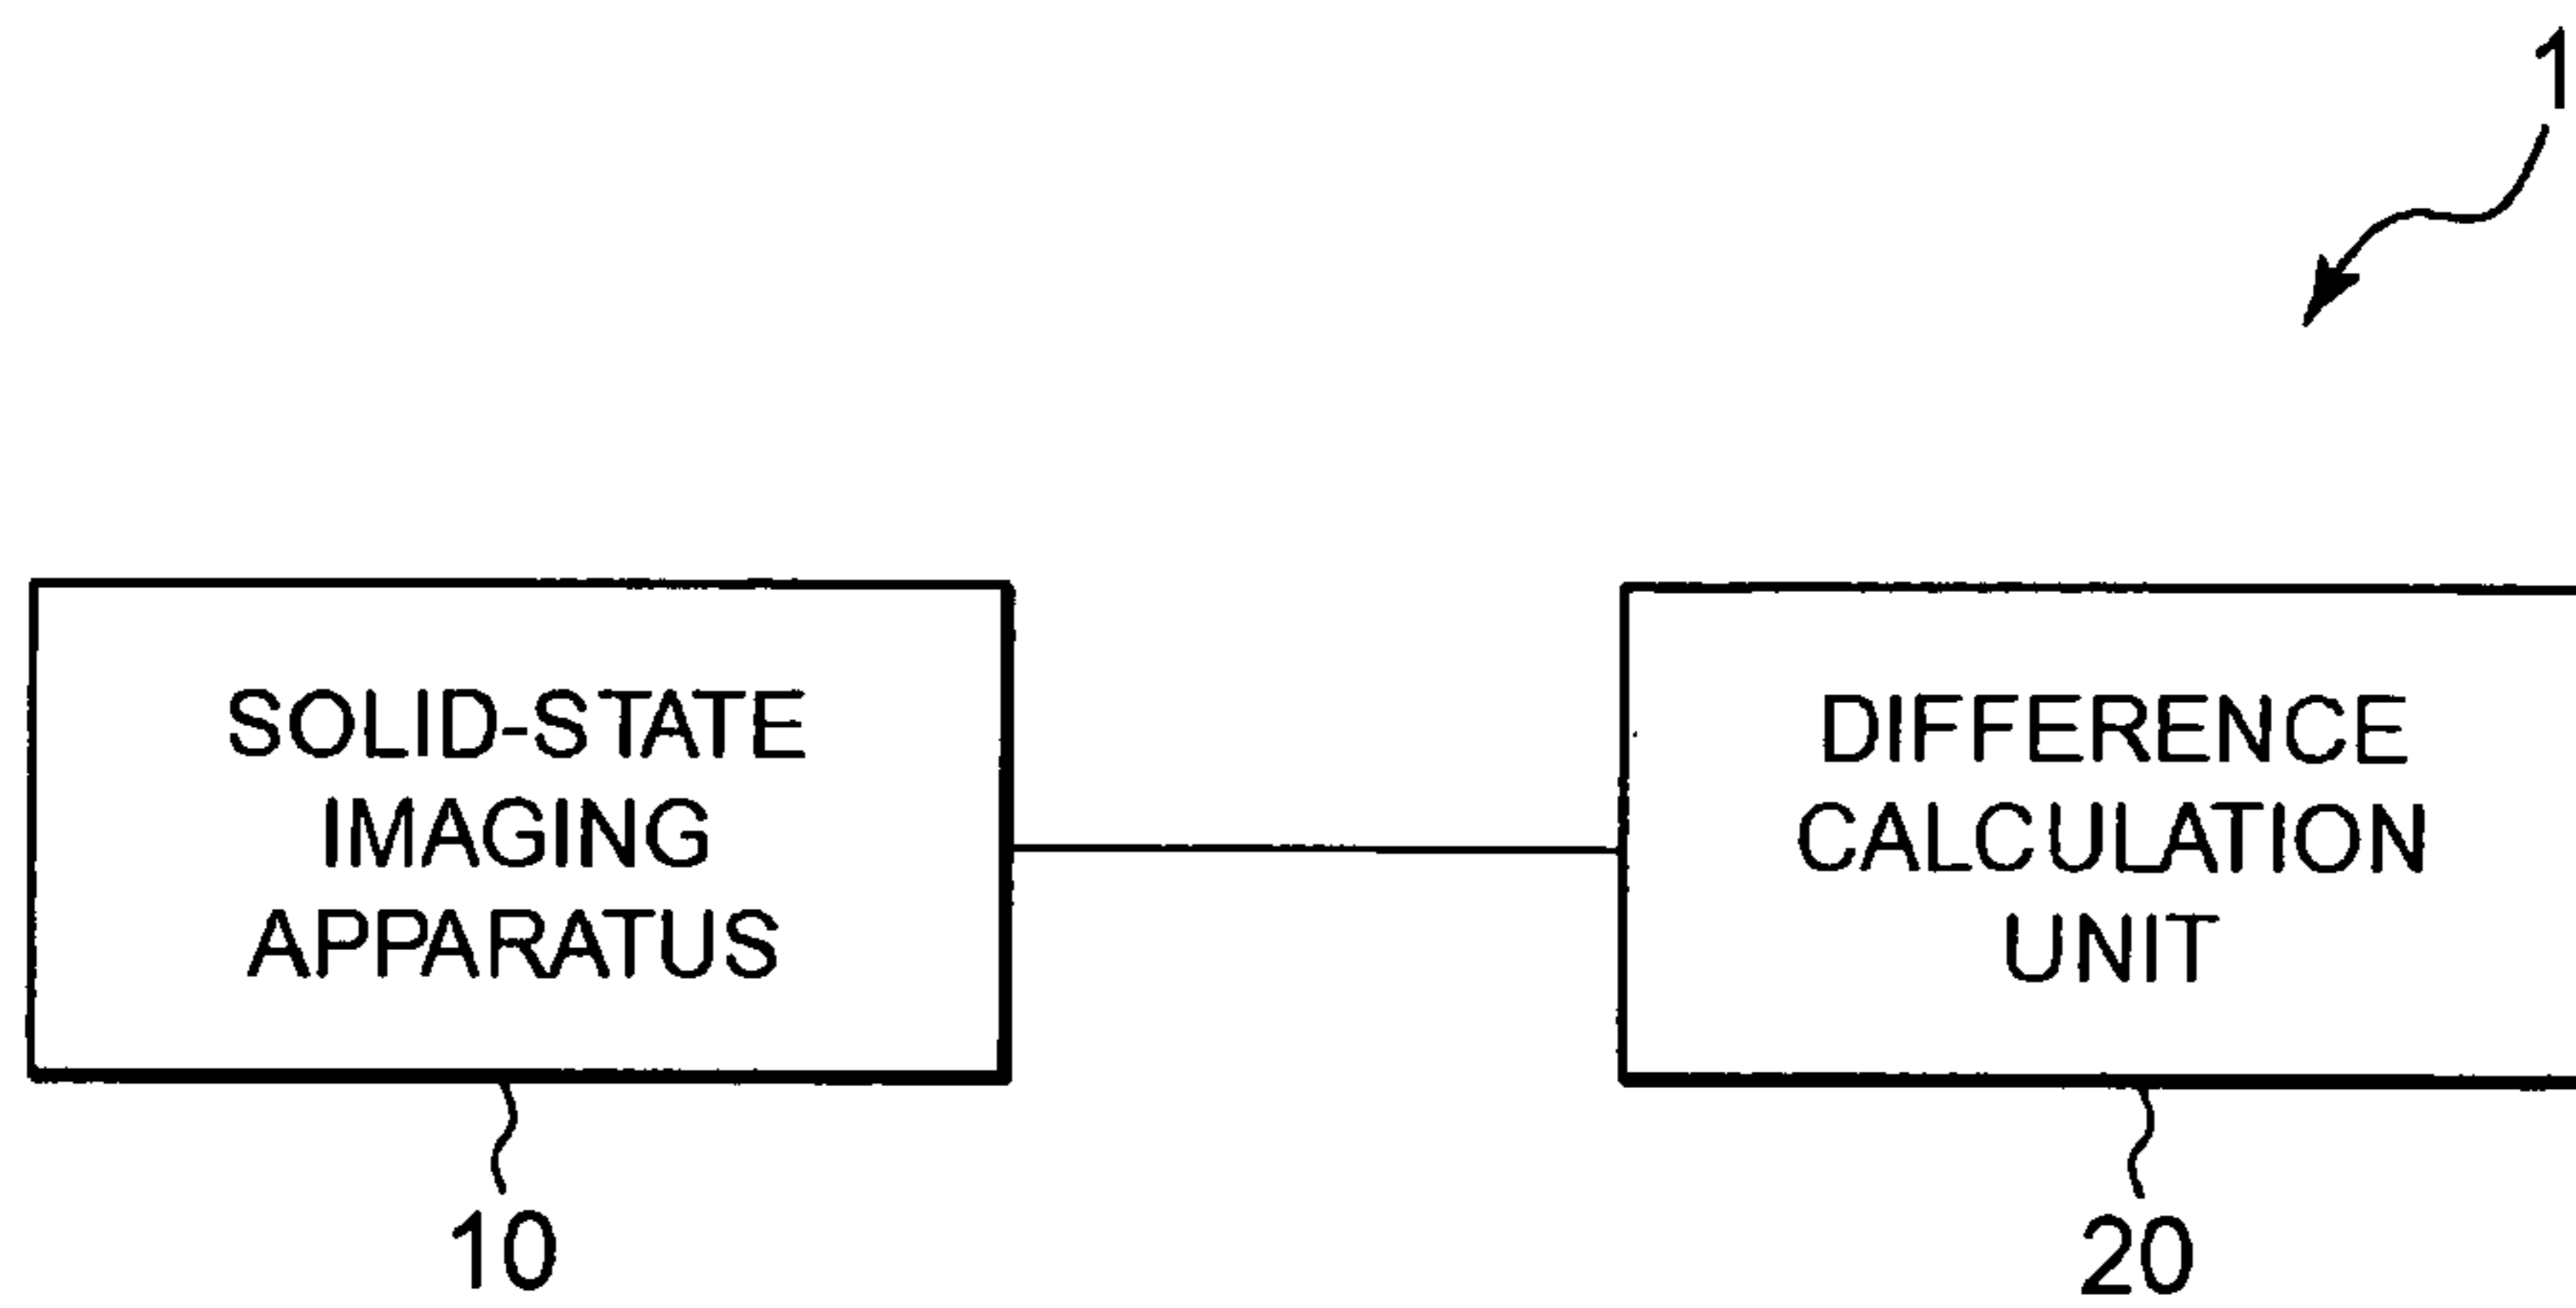 1
SOLID-STATE
IMAGING
APPARATUS
DIFFERENCE
CALCULATION
UNIT
10
20